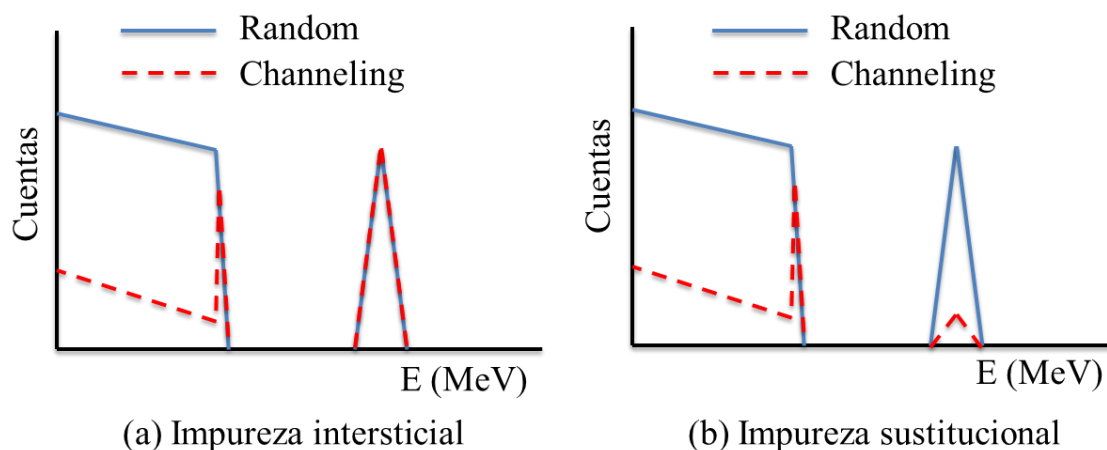 Random
Channeling
Cuentas
E (MeV)
(a) Impureza intersticial
Random
Channeling
Cuentas
E (MeV)
(b) Impureza sustitucional